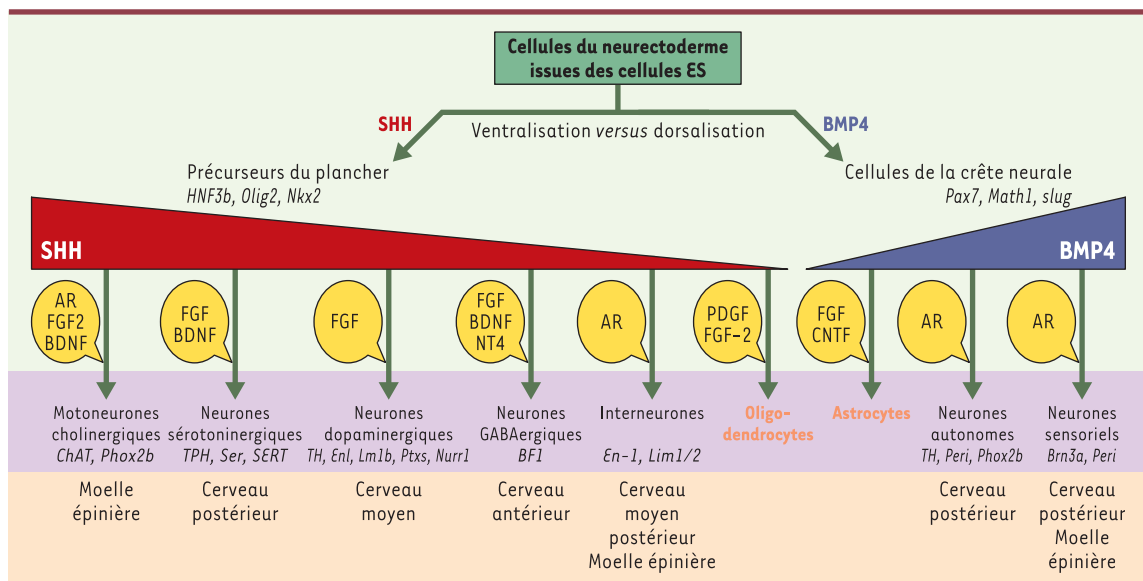 Cellules du neurectoderme
issues des cellules ES
SHH
BMP4
Ventralisation versus dorsalisation
Précurseurs du plancher
HNF3b, Olig2, Nkx2
Cellules de la crête neurale
Pax7, Math1, slug
SHH
BMP4
AR
FGF2
BDNF
FGF
BDNF
FGF
FGF
BDNF
NT4
AR
PDGF
FGF-2
FGF
CNTF
AR
AR
Motoneurones
cholinergiques
ChAT, Phox2b
Neurones
sérotoninergiques
TPH, Ser, SERT
Neurones
dopaminergiques
TH, Enl, Lm1b, Ptxs, Nurr1
Neurones
GABAergiques
BF1
Interneurones
En-1, Lim1/2
Oligo-
dendrocytes
Astrocytes
Neurones
autonomes
TH, Peri, Phox2b
Neurones
sensoriels
Brn3a, Peri
Moelle
épinière
Cerveau
postérieur
Cerveau
moyen
Cerveau
antérieur
Cerveau
moyen
postérieur
Moelle épinière
Cerveau
postérieur
Cerveau
postérieur
Moelle
épinière